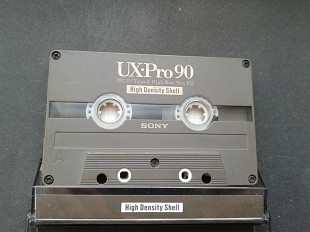 UX·Pro 90
High Density Shell
SONY
A
High Density Shell